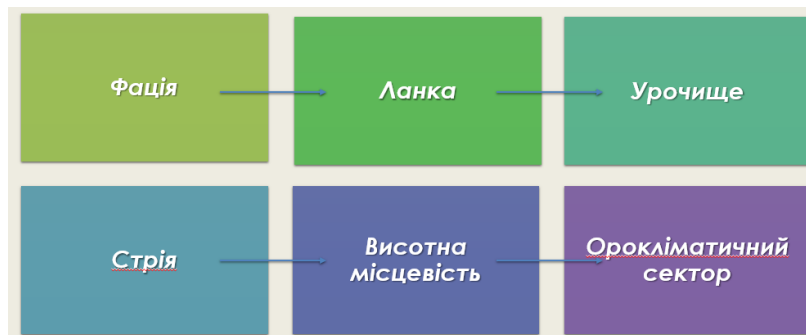 Фація
Ланка
Урочище
Стрія
Висотна
місцевість
Орокліматичний
сектор